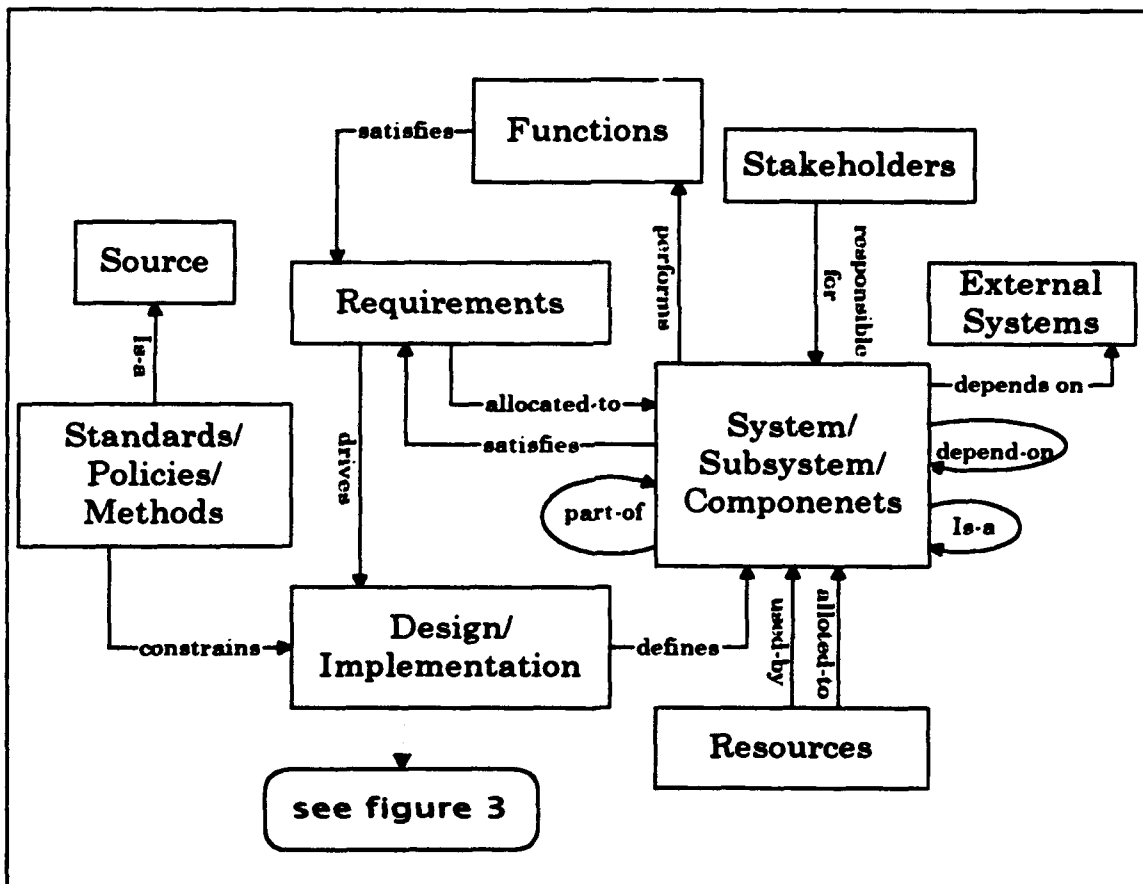 Functions
satisfies
Stakeholders
performs
responsible
for
Source
Requirements
External
Systems
Is-a
depends on
allocated-to
Standards/
Policies/
Methods
satisfies
System/
Subsystem/
Componenets
depend-on
drives
part-of
Is-a
constrains
Design/
Implementation
defines
used-by
alloted-to
Resources
see figure 3